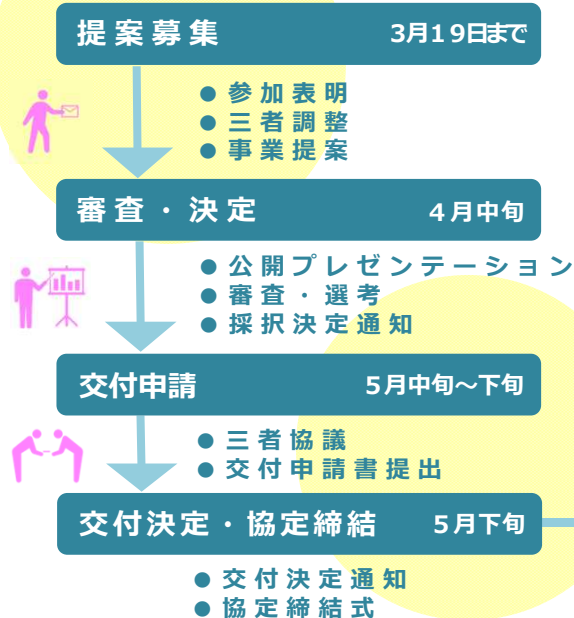 提案募集 3月19日まで
● 参加表明
● 三者調整
● 事業提案
審査・決定 4月中旬
● 公開プレゼンテーション
● 審査・選考
● 採択決定通知
交付申請 5月中旬～下旬
● 三者協議
● 交付申請書提出
交付決定・協定締結 5月下旬
● 交付決定通知
● 協定締結式